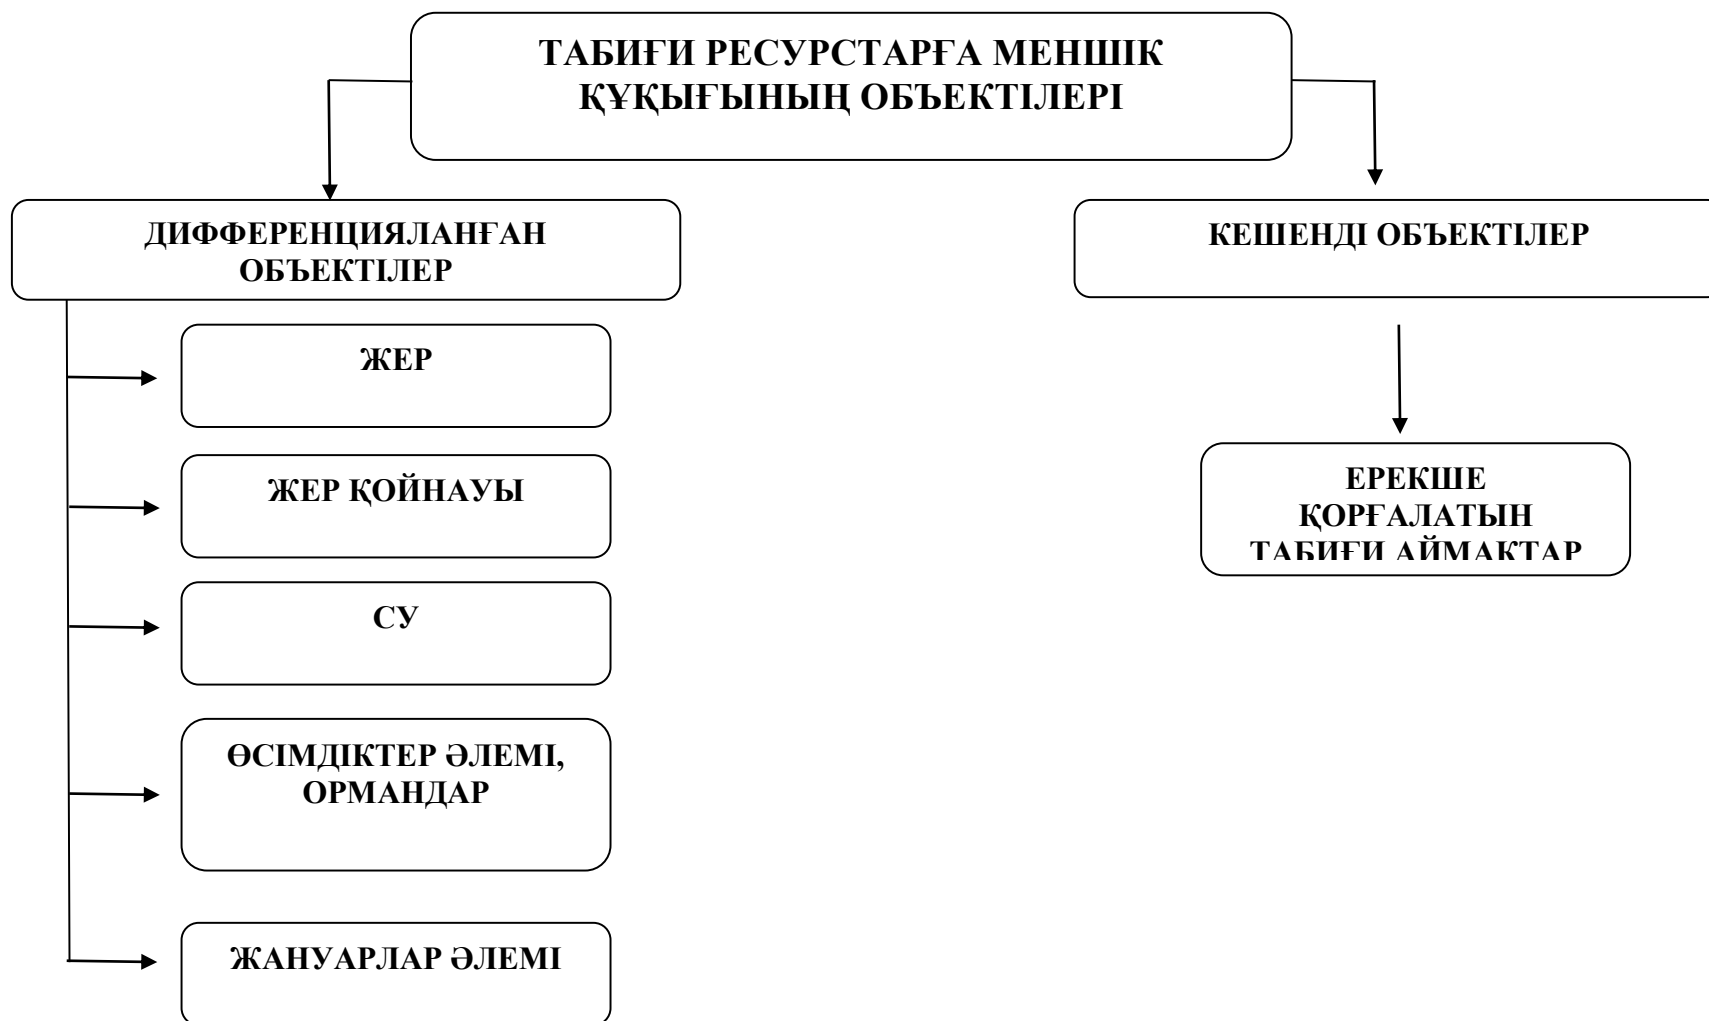 ТАБИҒИ РЕСУРСТАРҒА МЕНШІК
ҚҰҚЫҒЫНЫҢ ОБЪЕКТІЛЕРІ
ДИФФЕРЕНЦИЯЛАНҒАН
ОБЪЕКТІЛЕР
КЕШЕНДІ ОБЪЕКТІЛЕР
ЖЕР
ЖЕР ҚОЙНАУЫ
СУ
ӨСІМДІКТЕР ӘЛЕМІ,
ОРМАНДАР
ЖАНУАРЛАР ӘЛЕМІ
ЕРЕКШЕ
ҚОРҒАЛАТЫН
ТАБИҒИ АЙМАКТАР